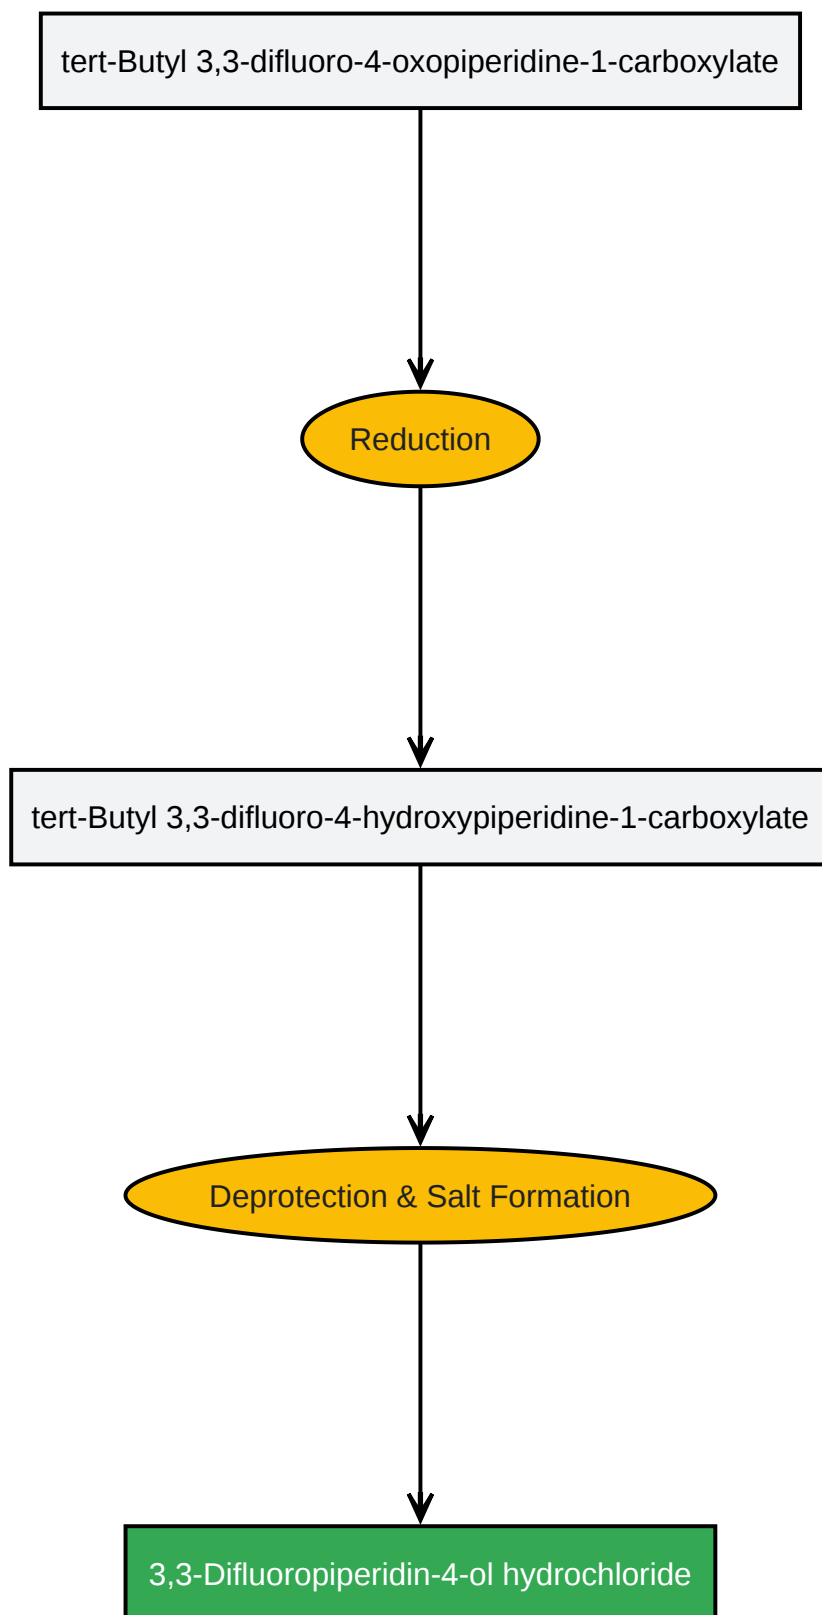 tert-Butyl 3,3-difluoro-4-oxopiperidine-1-carboxylate
Reduction
tert-Butyl 3,3-difluoro-4-hydroxypiperidine-1-carboxylate
Deprotection & Salt Formation
3,3-Difluoropiperidin-4-ol hydrochloride